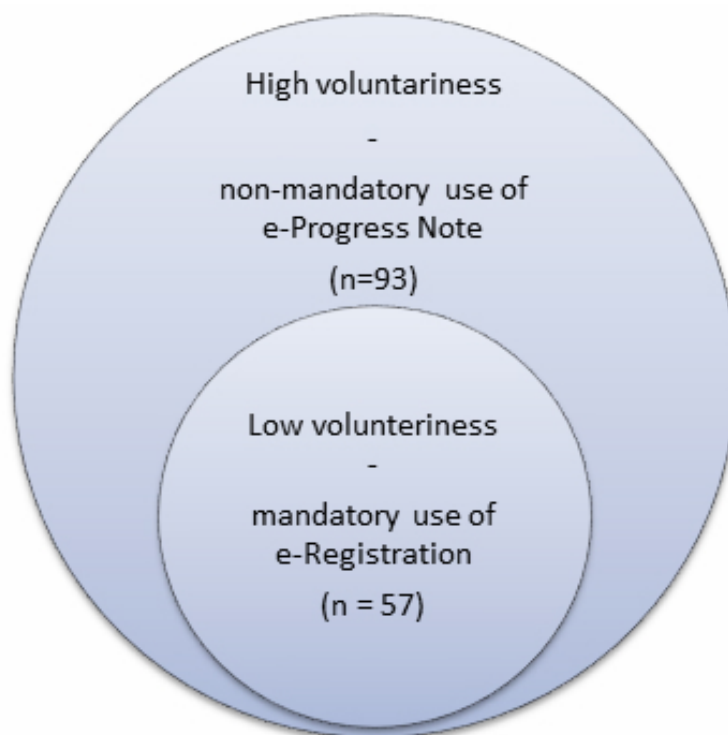 High voluntariness
-
non-mandatory use of
e-Progress Note
(n=93)
Low volunteriness
-
mandatory use of
e-Registration
(n = 57)